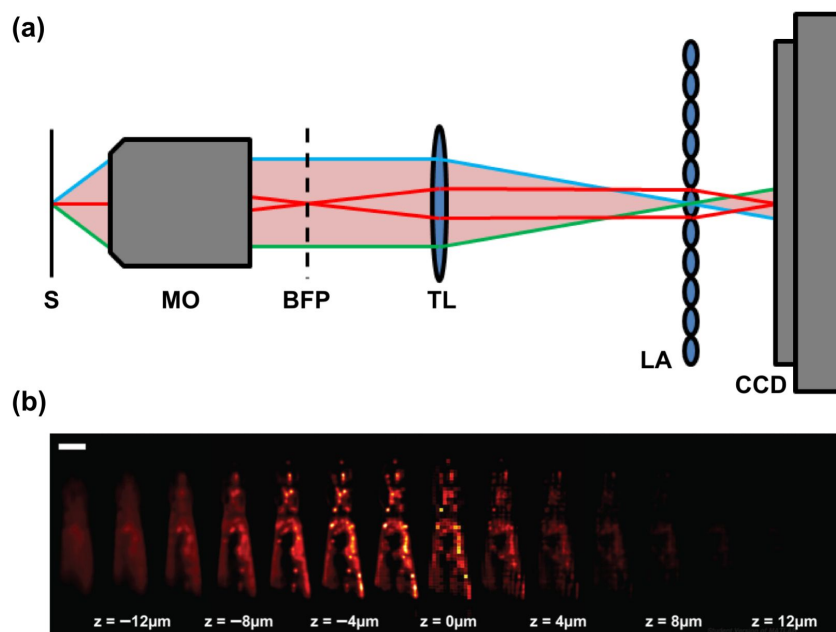 (a)
S MO BFP TL LA CCD
(b)
z = −12μm z = −8μm z = −4μm z = 0μm z = 4μm z = 8μm z = 12μm